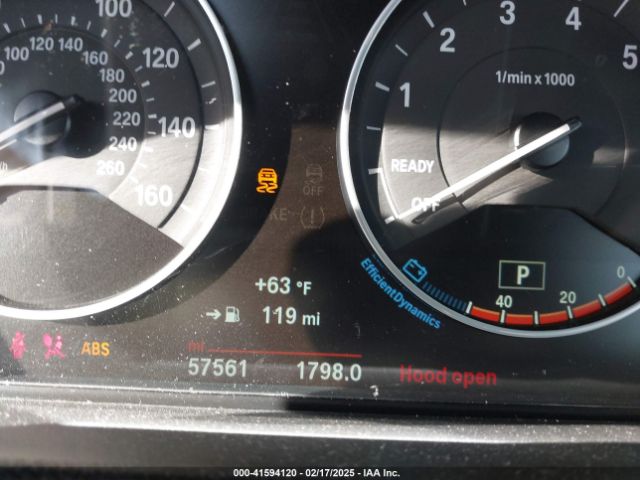 100
100 120 140
160
180
200
220
240
260
120
140
160
1
2
3
4
5
1/min x 1000
READY
OFF
OFF
EfficientDynamics
P
40
20
0
+63 °F
119 mi
ABS
mi
57561
1798.0
Hood open
000-41594120 - 02/17/2025 - IAA Inc.